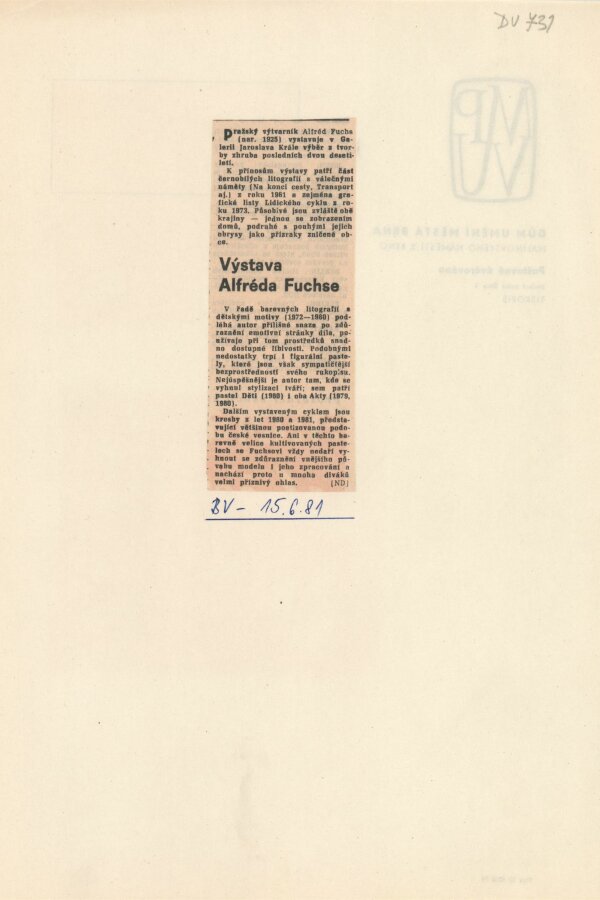 DV 731
Pražský výtvarník Alfréd Fuchs
(nar. 1925) vystavuje v Ga-
lerii Jaroslava Krále výběr z tvor-
by zhruba posledních dvou deseti-
letí.
K přínosům výstavy patří část
černobílých litografií s válečnými
náměty (Na konci cesty, Transport
aj.) z roku 1961 a zejména gra-
fické listy Lidického cyklu z ro-
ku 1973. Působivé jsou zvláště obě
krajiny — jednou se zobrazením
domů, podruhé s pouhými jejich
obrysy jako přízraky zničené ob-
ce.
Výstava
Alfréda Fuchse
V řadě barevných litografií s
dětskými motivy (1972—1980) pod-
léhá autor přílišné snaze po zdů-
raznění emotivní stránky díla, po-
užívaje při tom prostředků snad-
no dostupné líbivosti. Podobnými
nedostatky trpí i figurální paste-
ly, které jsou však sympatičtější
bezprostředností svého rukopisu.
Nejúspěšnější je autor tam, kde se
vyhnul stylizaci tváří; sem patří
pastel Děti (1980) i oba Akty (1979,
1980).
Dalším vystaveným cyklem jsou
kresby z let 1980 a 1981, předsta-
vující většinou poetizovanou podo-
bu české vesnice. Ani v těchto ba-
revně velice kultivovaných paste-
lech se Fuchsovi vždy nedaří vy-
hnout se zdůraznění vnějšího pů-
vabu modelu i jeho zpracování a
nachází proto u mnoha diváků
velmi příznivý ohlas. (ND)
BV - 15.6.81
DŮM UMĚNÍ MĚSTA BRNA